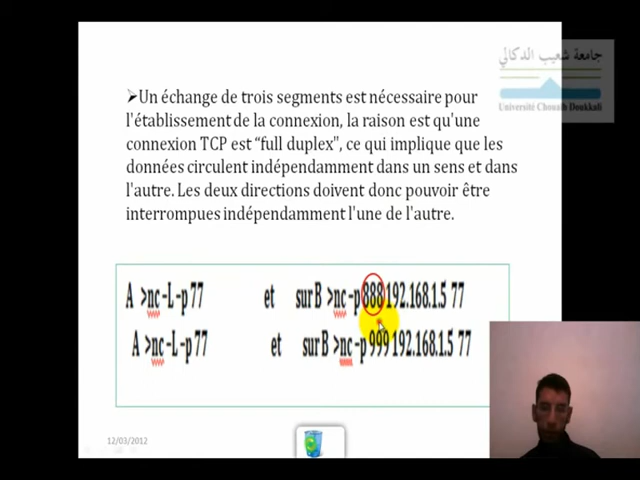 جامعة شعيب الدكالي
Université Chouaib Doukkali
➢Un échange de trois segments est nécessaire pour
l'établissement de la connexion, la raison est qu'une
connexion TCP est “full duplex", ce qui implique que les
données circulent indépendamment dans un sens et dans
l'autre. Les deux directions doivent donc pouvoir être
interrompues indépendamment l'une de l'autre.
A >nc -L -p 77 et sur B >nc -p 888 192.168.1.5 77
A >nc -L -p 77 et sur B >nc -p 999 192.168.1.5 77
12/03/2012